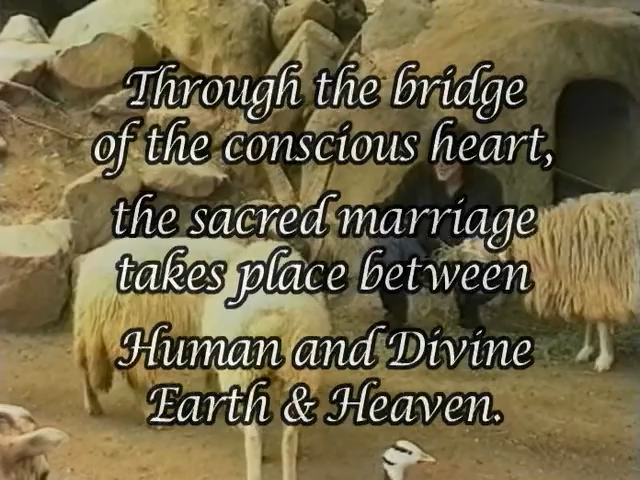 Through the bridge
of the conscious heart,
the sacred marriage
takes place between
Human and Divine
Earth & Heaven.